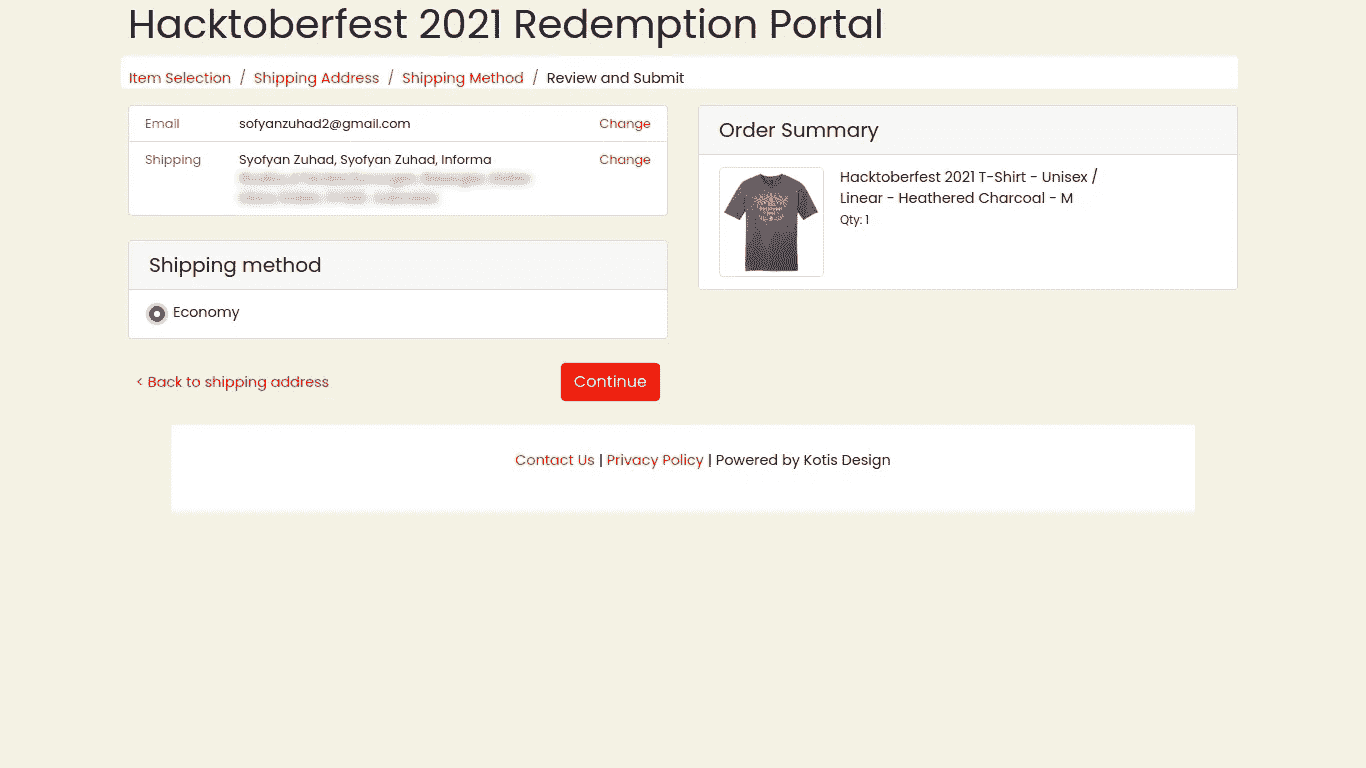 Hacktoberfest 2021 Redemption Portal
Item Selection / Shipping Address / Shipping Method / Review and Submit
Email sofyanzuhad2@gmail.com Change
Shipping Syofyan Zuhad, Syofyan Zuhad, Informa Change
Shipping method
Economy
< Back to shipping address Continue
Order Summary
Hacktoberfest 2021 T-Shirt - Unisex /
Linear - Heathered Charcoal - M
Qty: 1
Contact Us | Privacy Policy | Powered by Kotis Design